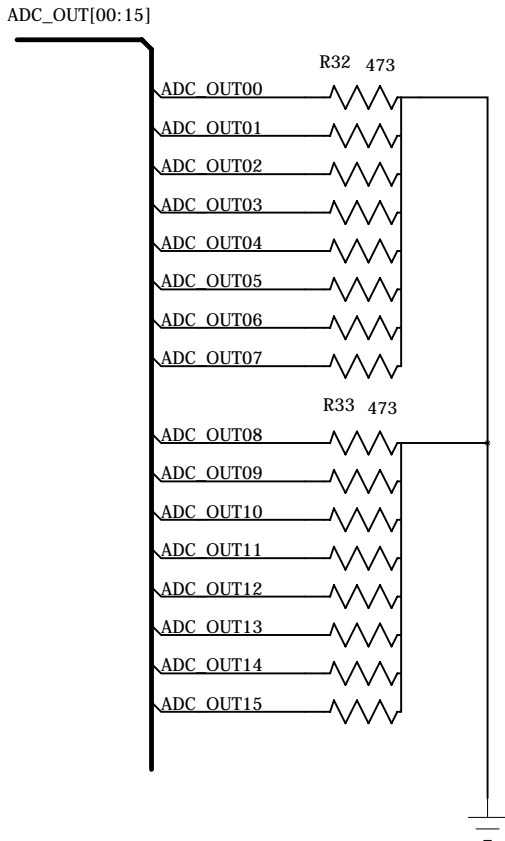 ADC_OUT[00:15]
R32 473
ADC_OUT00
ADC_OUT01
ADC_OUT02
ADC_OUT03
ADC_OUT04
ADC_OUT05
ADC_OUT06
ADC_OUT07
R33 473
ADC_OUT08
ADC_OUT09
ADC_OUT10
ADC_OUT11
ADC_OUT12
ADC_OUT13
ADC_OUT14
ADC_OUT15